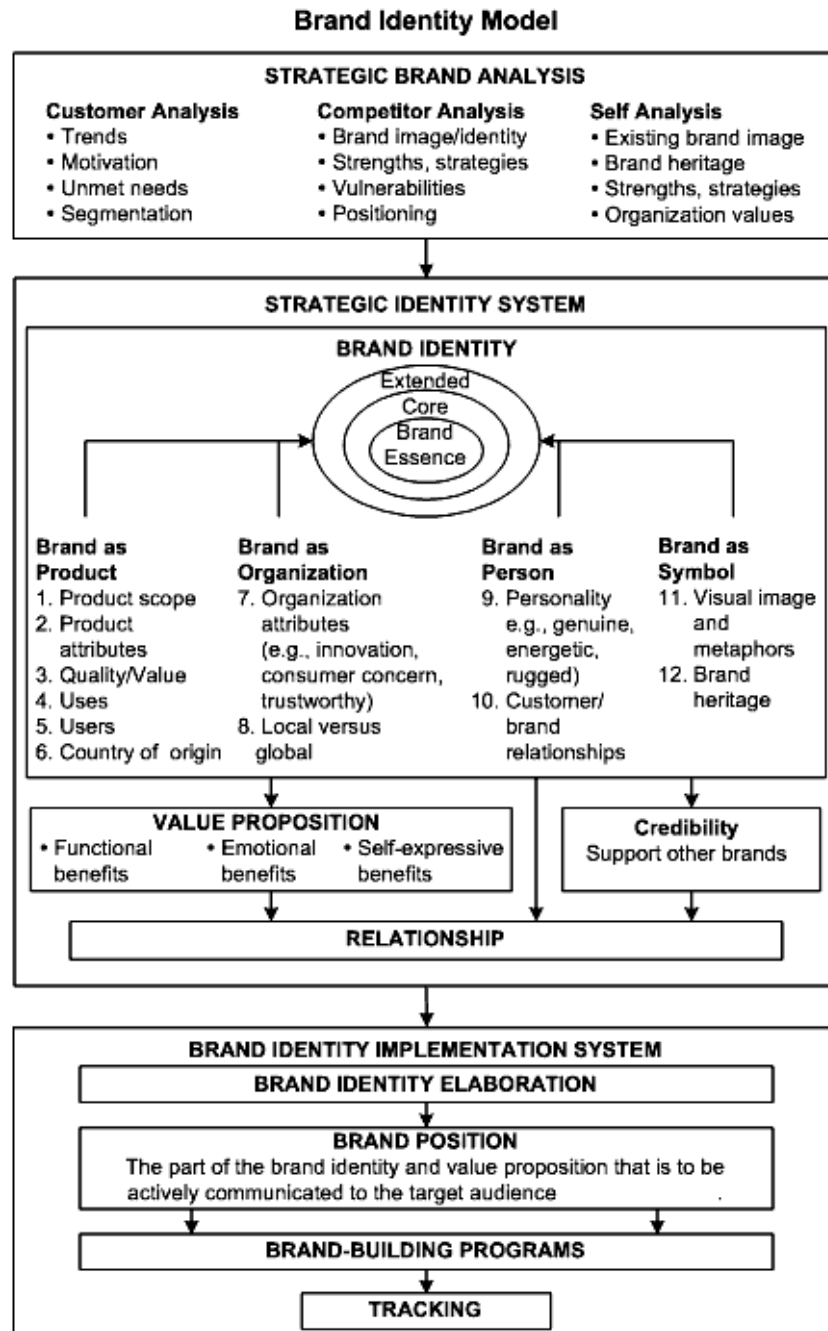 Brand Identity Model
STRATEGIC BRAND ANALYSIS
Customer Analysis
• Trends
• Motivation
• Unmet needs
• Segmentation
Competitor Analysis
• Brand image/identity
• Strengths, strategies
• Vulnerabilities
• Positioning
Self Analysis
• Existing brand image
• Brand heritage
• Strengths, strategies
• Organization values
STRATEGIC IDENTITY SYSTEM
BRAND IDENTITY
Extended
Core
Brand
Essence
Brand as
Product
1. Product scope
2. Product
attributes
3. Quality/Value
4. Uses
5. Users
6. Country of origin
Brand as
Organization
7. Organization
attributes
(e.g., innovation,
consumer concern,
trustworthy)
8. Local versus
global
Brand as
Person
9. Personality
e.g., genuine,
energetic,
rugged)
10. Customer/
brand
relationships
Brand as
Symbol
11. Visual image
and
metaphors
12. Brand
heritage
VALUE PROPOSITION
• Functional
benefits
• Emotional
benefits
• Self-expressive
benefits
Credibility
Support other brands
RELATIONSHIP
BRAND IDENTITY IMPLEMENTATION SYSTEM
BRAND IDENTITY ELABORATION
BRAND POSITION
The part of the brand identity and value proposition that is to be
actively communicated to the target audience .
BRAND-BUILDING PROGRAMS
TRACKING